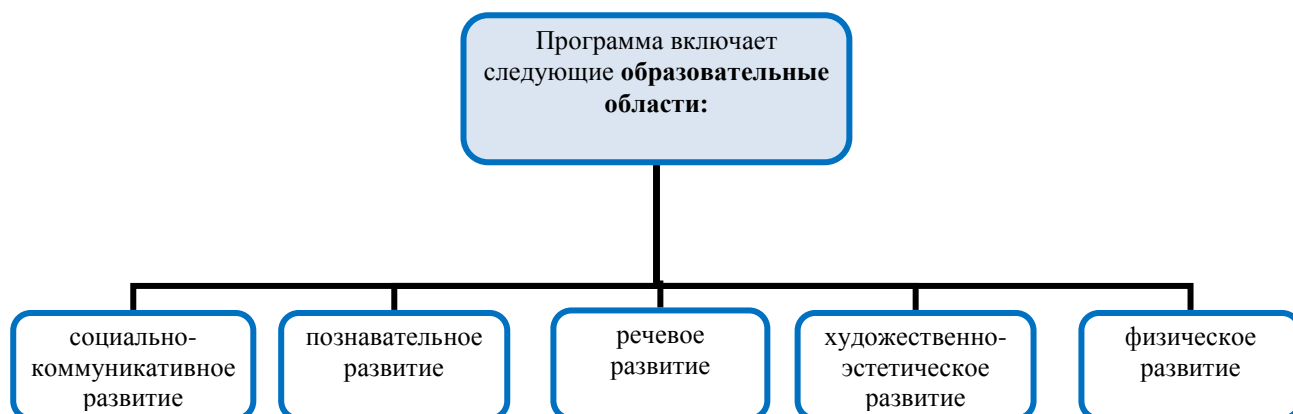 Программа включает
следующие образовательные
области:
социально-
коммуникативное
развитие
познавательное
развитие
речевое
развитие
художественно-
эстетическое
развитие
физическое
развитие